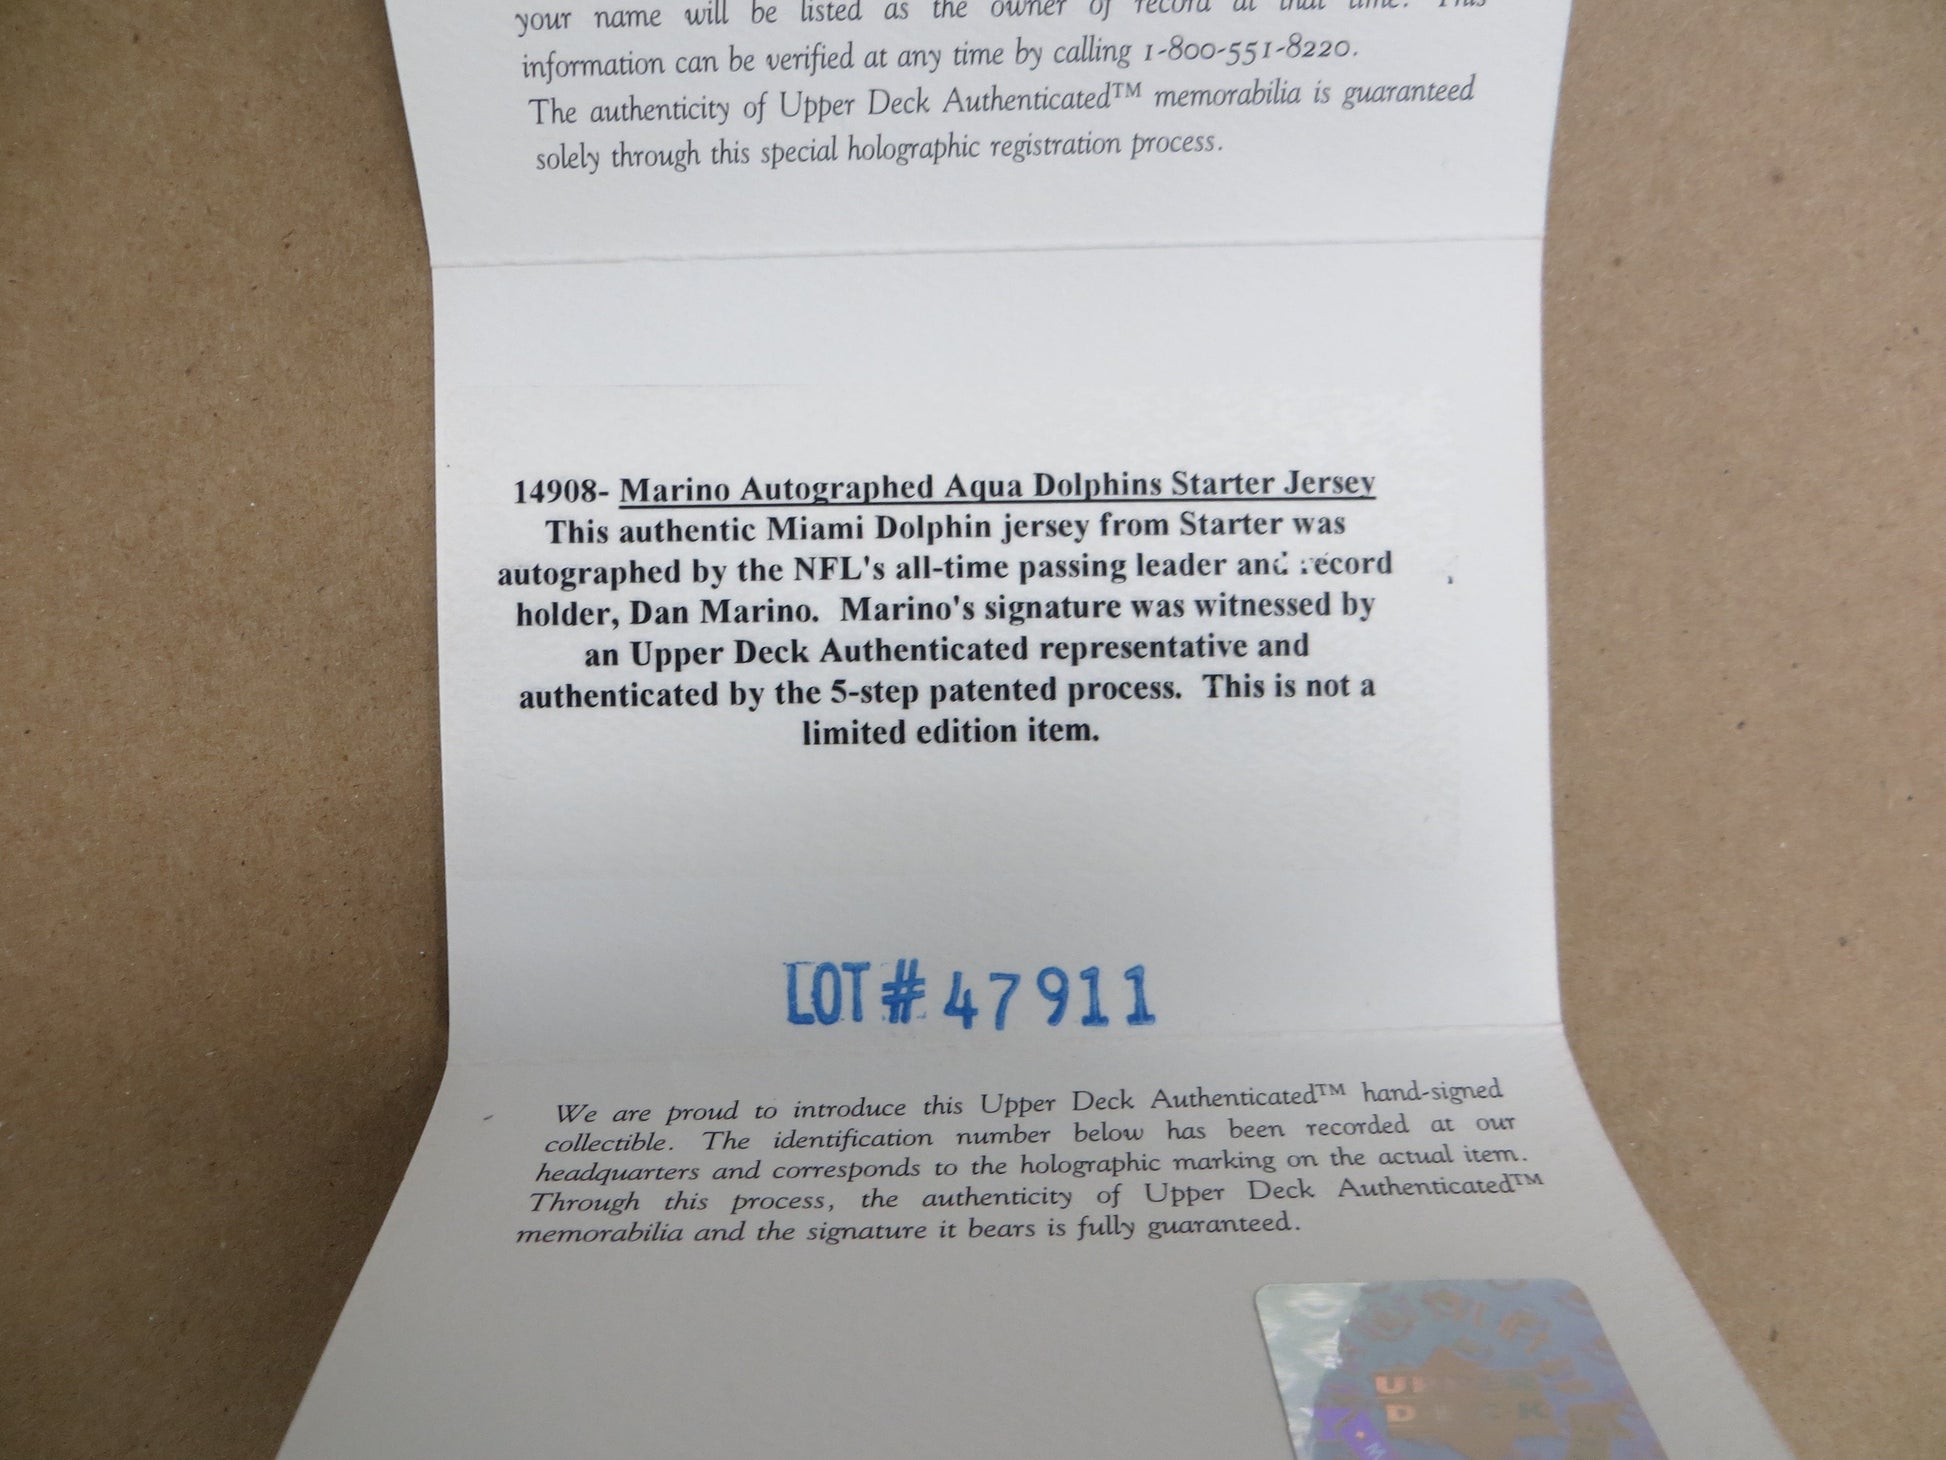 your name will be listed as the owner of record at that time. This
information can be verified at any time by calling 1-800-551-8220.
The authenticity of Upper Deck Authenticated™ memorabilia is guaranteed
solely through this special holographic registration process.
14908- Marino Autographed Aqua Dolphins Starter Jersey
This authentic Miami Dolphin jersey from Starter was
autographed by the NFL's all-time passing leader and record
holder, Dan Marino. Marino's signature was witnessed by
an Upper Deck Authenticated representative and
authenticated by the 5-step patented process. This is not a
limited edition item.
LOT # 47911
We are proud to introduce this Upper Deck Authenticated™ hand-signed
collectible. The identification number below has been recorded at our
headquarters and corresponds to the holographic marking on the actual item.
Through this process, the authenticity of Upper Deck Authenticated™
memorabilia and the signature it bears is fully guaranteed.
UPPER
DECK